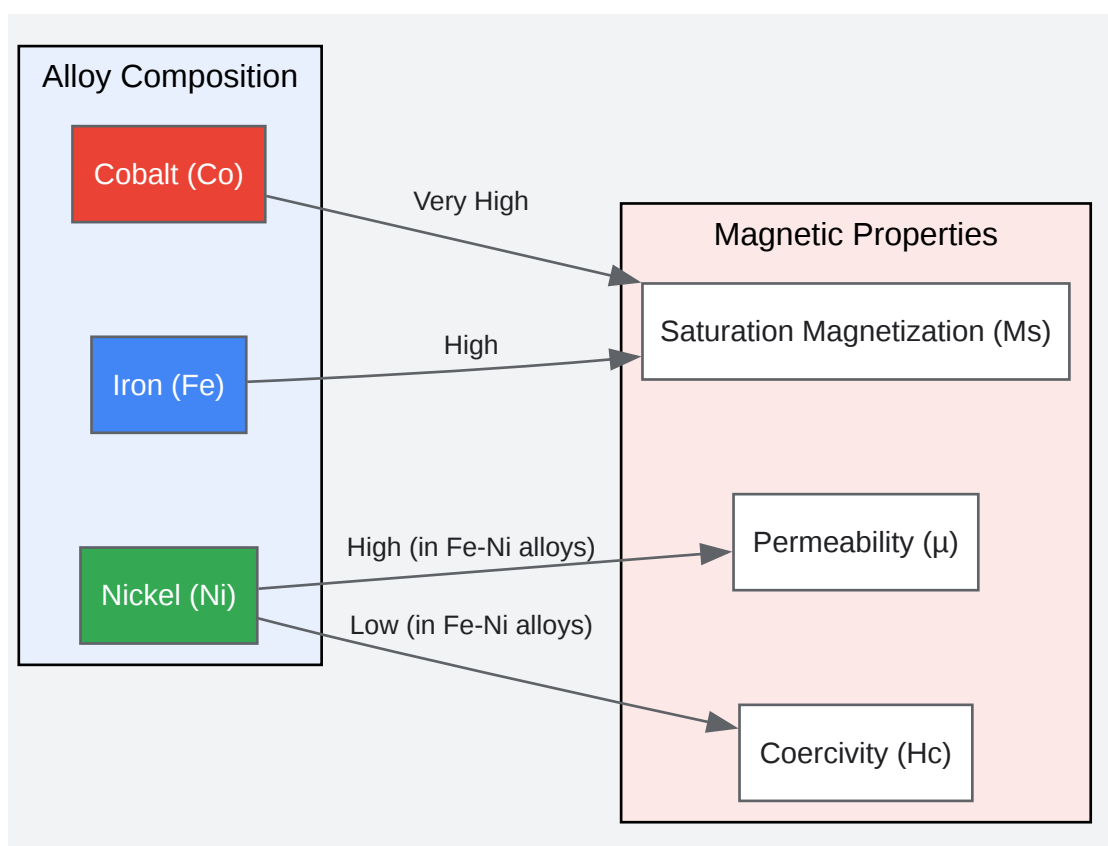 Alloy Composition
Cobalt (Co)
Very High
Magnetic Properties
Saturation Magnetization (Ms)
High
Iron (Fe)
High (in Fe-Ni alloys)
Permeability (µ)
Nickel (Ni)
Low (in Fe-Ni alloys)
Coercivity (Hc)